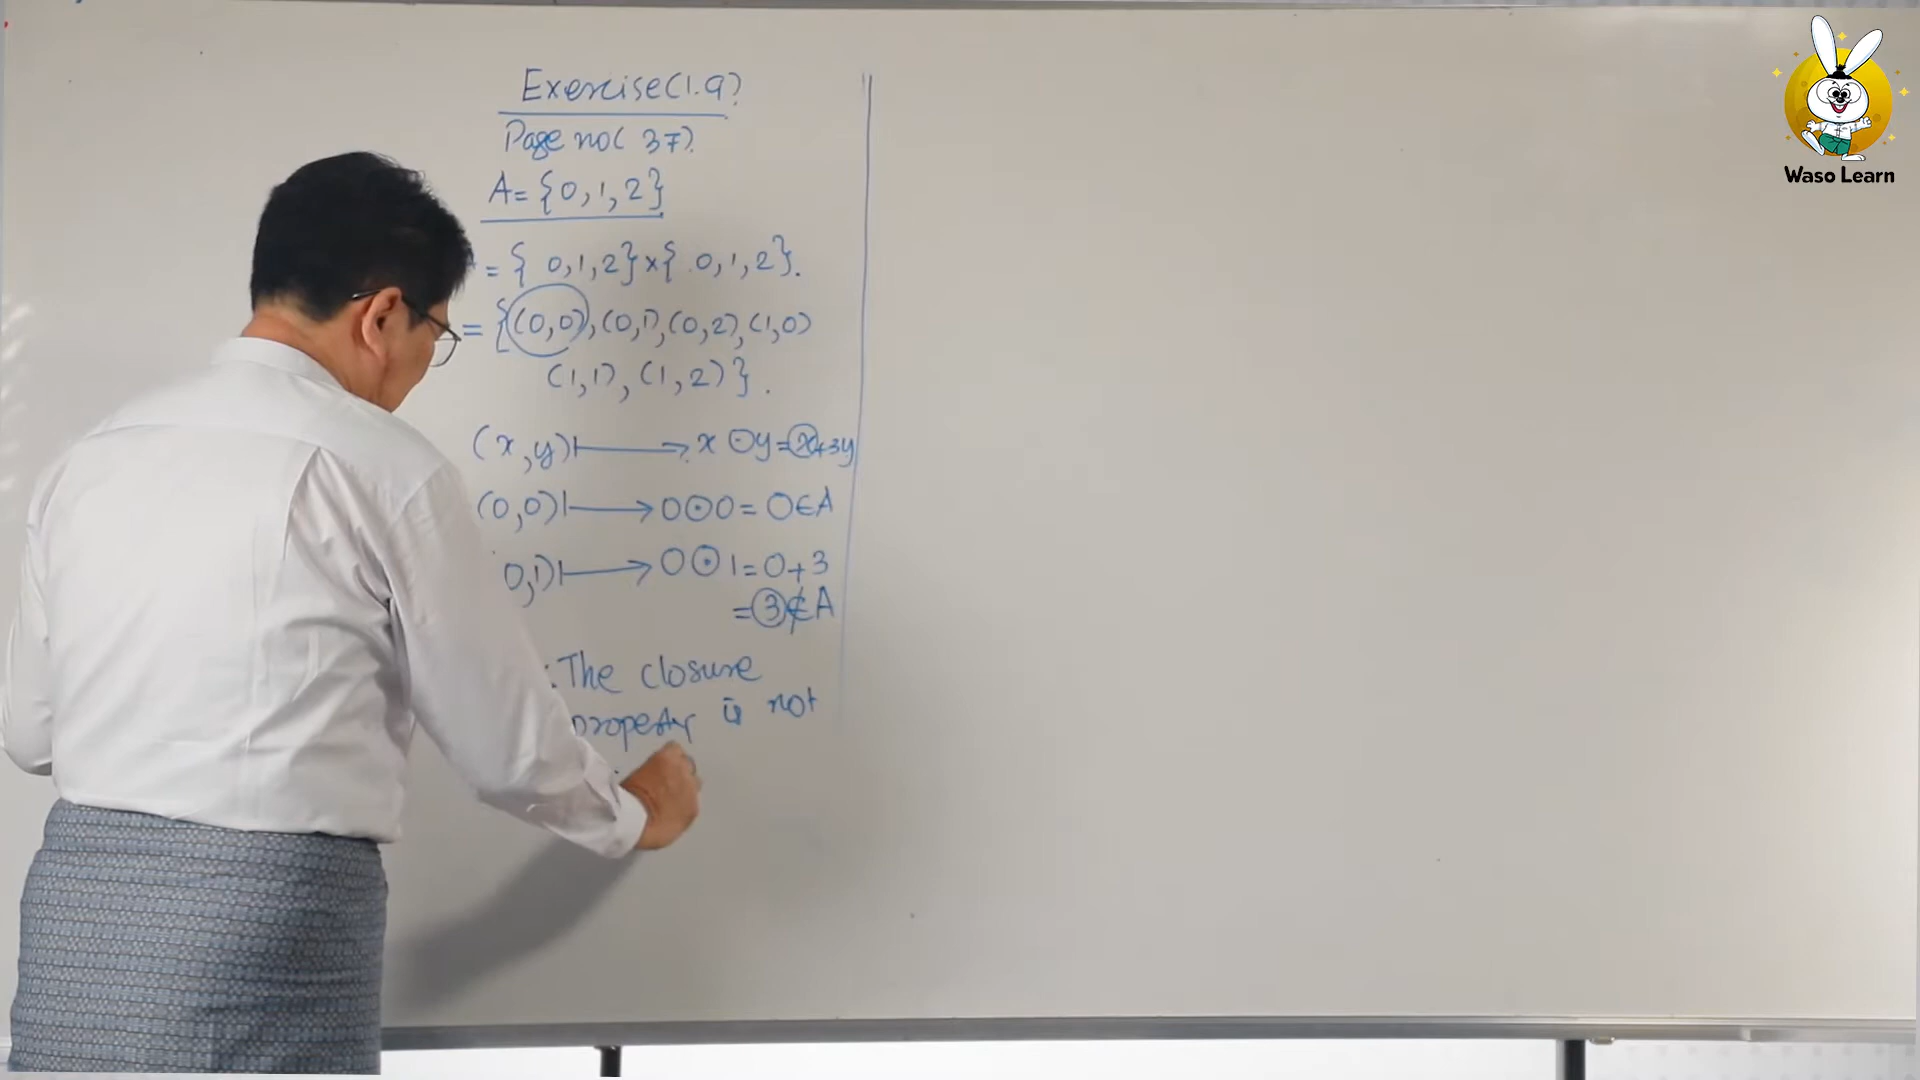 Exercise (1.9)
Page no( 37).
A = {0, 1, 2}
= { 0, 1, 2} × { 0, 1, 2}.
= {(0,0), (0,1), (0,2), (1,0)
(1,1), (1,2)}.
(x, y) ⟼ x ⊙ y = x + 3y
(0,0) ⟼ 0 ⊙ 0 = 0 ∈ A
0,1) ⟼ 0 ⊙ 1 = 0 + 3
= 3 ∉ A
: The closure
property is not
Waso Learn